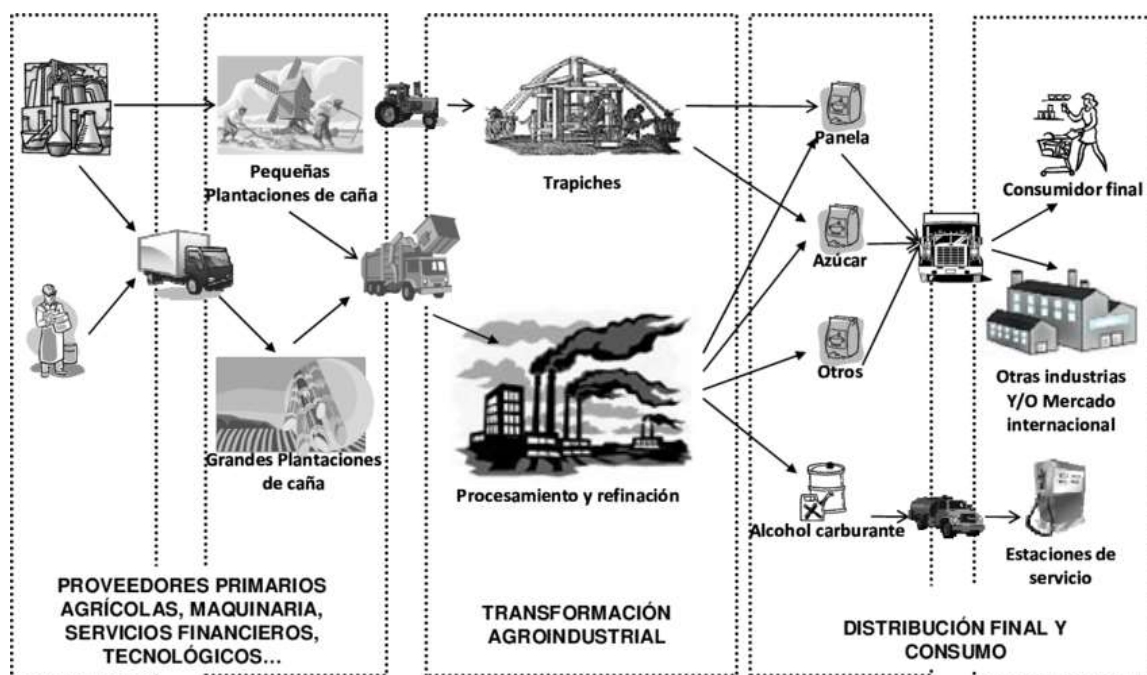 Pequeñas
Plantaciones de caña
Trapiches
Panela
Consumidor final
Azúcar
Otros
Otras industrias
Y/O Mercado
internacional
Grandes Plantaciones
de caña
Procesamiento y refinación
Alcohol carburante
Estaciones de
servicio
PROVEEDORES PRIMARIOS
AGRÍCOLAS, MAQUINARIA,
SERVICIOS FINANCIEROS,
TECNOLÓGICOS...
TRANSFORMACIÓN
AGROINDUSTRIAL
DISTRIBUCIÓN FINAL Y
CONSUMO